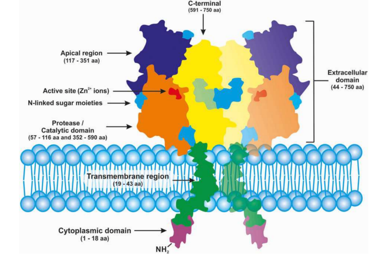 C-terminal
(591 - 750 aa)
Apical region
(117 - 351 aa)
Active site (Zn²⁺ ions)
N-linked sugar moieties
Protease /
Catalytic domain
(57 - 116 aa and 352 - 590 aa)
Extracellular
domain
(44 - 750 aa)
Transmembrane region
(19 - 43 aa)
Cytoplasmic domain
(1 - 18 aa)
NH₂